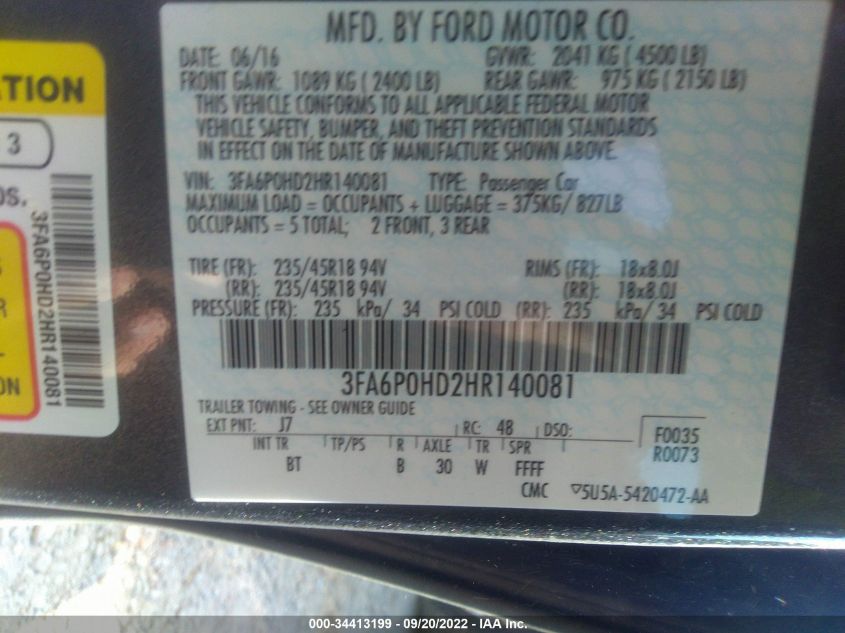 MFD. BY FORD MOTOR CO.
DATE: 06/16 GVWR: 2041 KG ( 4500 LB)
FRONT GAWR: 1089 KG ( 2400 LB) REAR GAWR: 975 KG ( 2150 LB)
THIS VEHICLE CONFORMS TO ALL APPLICABLE FEDERAL MOTOR
VEHICLE SAFETY, BUMPER, AND THEFT PREVENTION STANDARDS
IN EFFECT ON THE DATE OF MANUFACTURE SHOWN ABOVE.
VIN: 3FA6P0HD2HR140081 TYPE: Passenger Car
MAXIMUM LOAD = OCCUPANTS + LUGGAGE = 375KG/ 827LB
OCCUPANTS = 5 TOTAL; 2 FRONT, 3 REAR
TIRE (FR): 235/45R18 94V RIMS (FR): 18x8.0J
(RR): 235/45R18 94V (RR): 18x8.0J
PRESSURE (FR): 235 kPa/ 34 PSI COLD (RR): 235 kPa/ 34 PSI COLD
3FA6P0HD2HR140081
TRAILER TOWING - SEE OWNER GUIDE
EXT PNT: J7 RC: 48 DSO: F0035
R0073
INT TR TP/PS R AXLE TR SPR
BT B 30 W FFFF
CMC ▽5U5A-5420472-AA
ATION
3
OS.
3FA6P0HD2HR140081
S
R
L-
ON
000-34413199 - 09/20/2022 - IAA Inc.